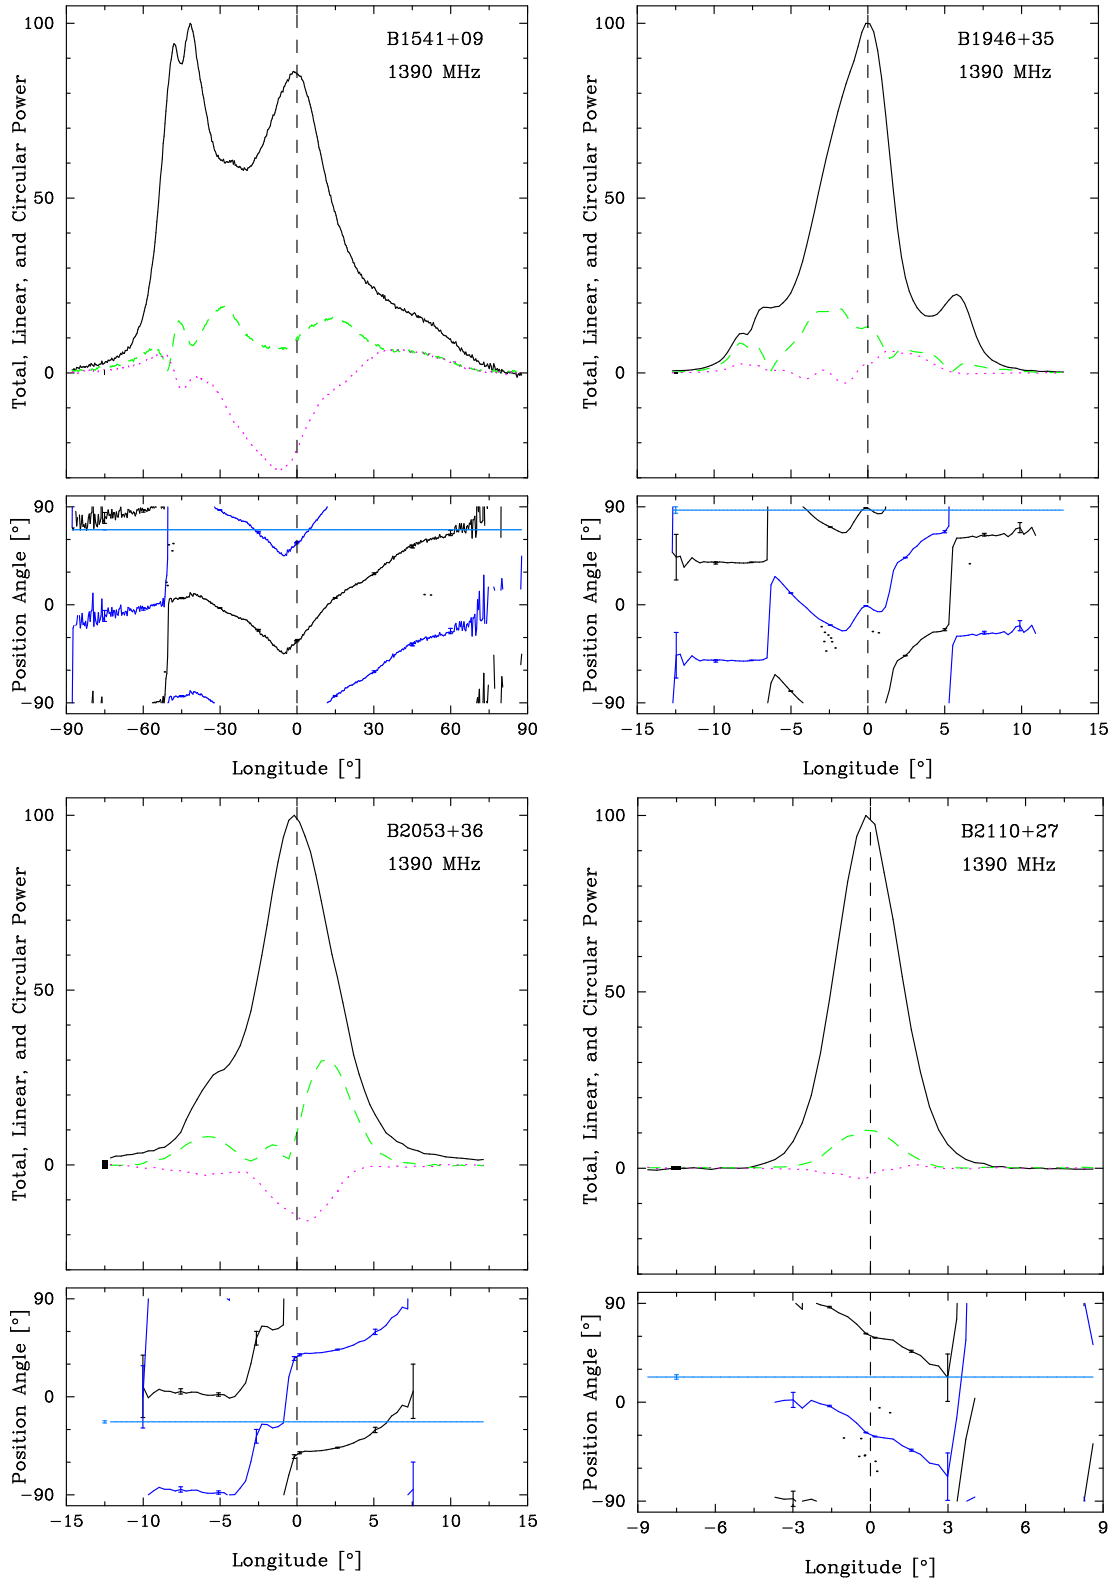 B1541+09
1390 MHz
100
50
0
Total, Linear, and Circular Power
90
0
−90
Position Angle [°]
−90 −60 −30 0 30 60 90
Longitude [°]
B1946+35
1390 MHz
100
50
0
Total, Linear, and Circular Power
90
0
−90
Position Angle [°]
−15 −10 −5 0 5 10 15
Longitude [°]
B2053+36
1390 MHz
100
50
0
Total, Linear, and Circular Power
90
0
−90
Position Angle [°]
−15 −10 −5 0 5 10 15
Longitude [°]
B2110+27
1390 MHz
100
50
0
Total, Linear, and Circular Power
90
0
−90
Position Angle [°]
−9 −6 −3 0 3 6 9
Longitude [°]